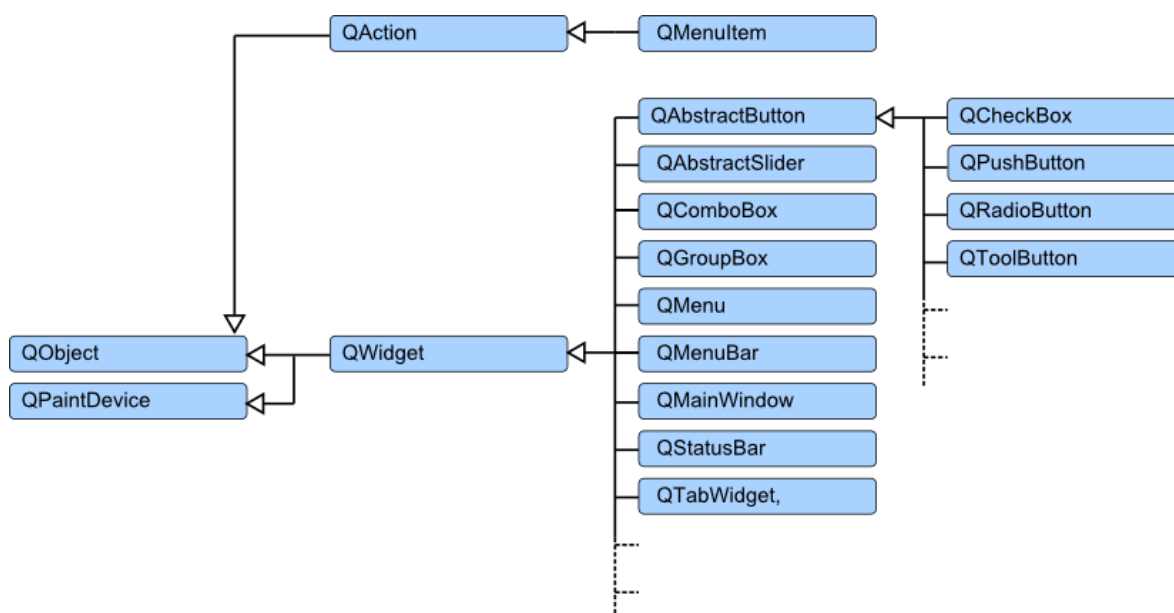 QAction
QMenuItem
QAbstractButton
QCheckBox
QAbstractSlider
QPushButton
QComboBox
QRadioButton
QGroupBox
QToolButton
QMenu
QObject
QWidget
QMenuBar
QPaintDevice
QMainWindow
QStatusBar
QTabWidget,